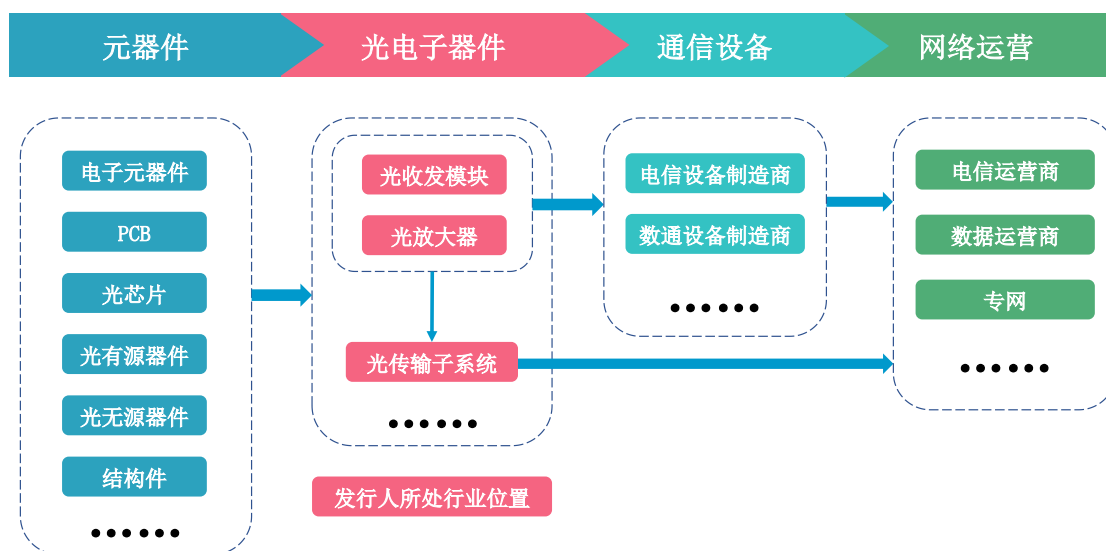 元器件
光电子器件
通信设备
网络运营
电子元器件
PCB
光芯片
光有源器件
光无源器件
结构件
......
光收发模块
光放大器
光传输子系统
......
发行人所处行业位置
电信设备制造商
数通设备制造商
......
电信运营商
数据运营商
专网
......